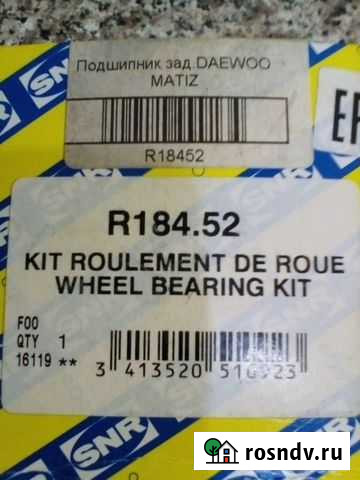 SNR
Подшипник зад.DAEWOO
MATIZ
R18452
R184.52
KIT ROULEMENT DE ROUE
WHEEL BEARING KIT
F00
QTY 1
16119 **
SNR
SNR
rosndv.ru